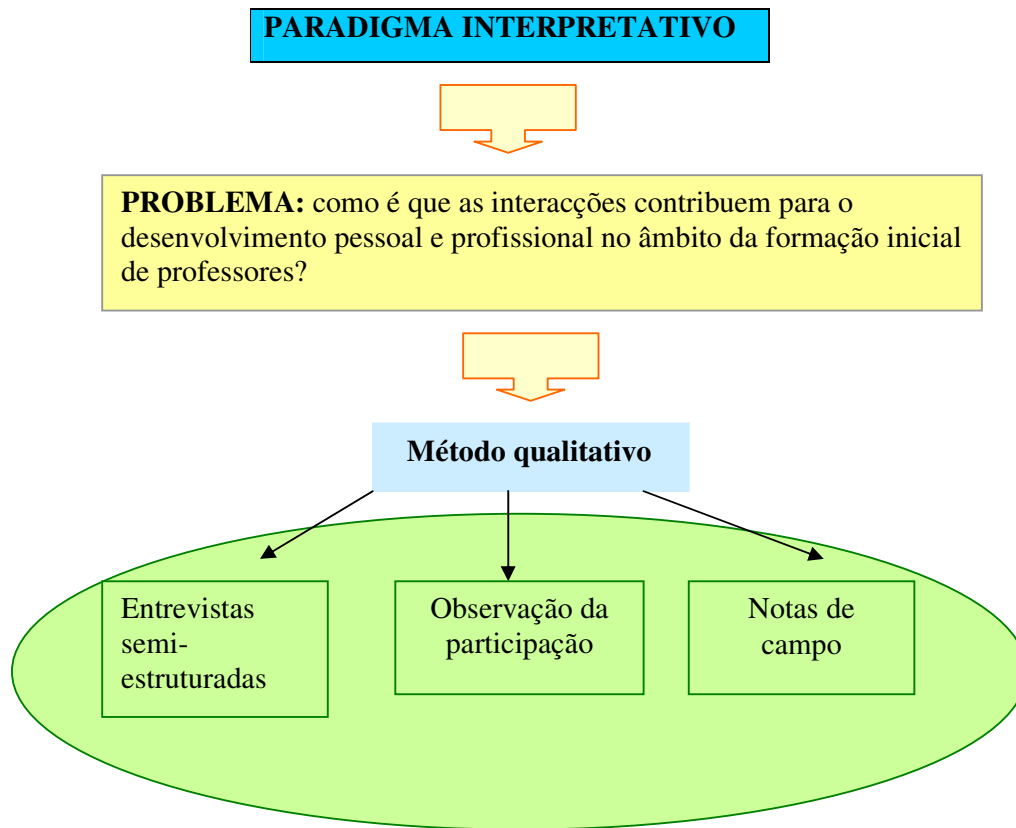 PARADIGMA INTERPRETATIVO
PROBLEMA: como é que as interacções contribuem para o
desenvolvimento pessoal e profissional no âmbito da formação inicial
de professores?
Método qualitativo
Entrevistas
semi-
estruturadas
Observação da
participação
Notas de
campo